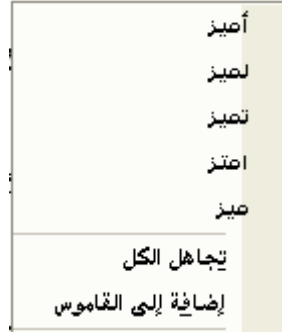 أميز
لميز
تميز
امتز
ميز
تجاهل الكل
إضافة إلى القاموس